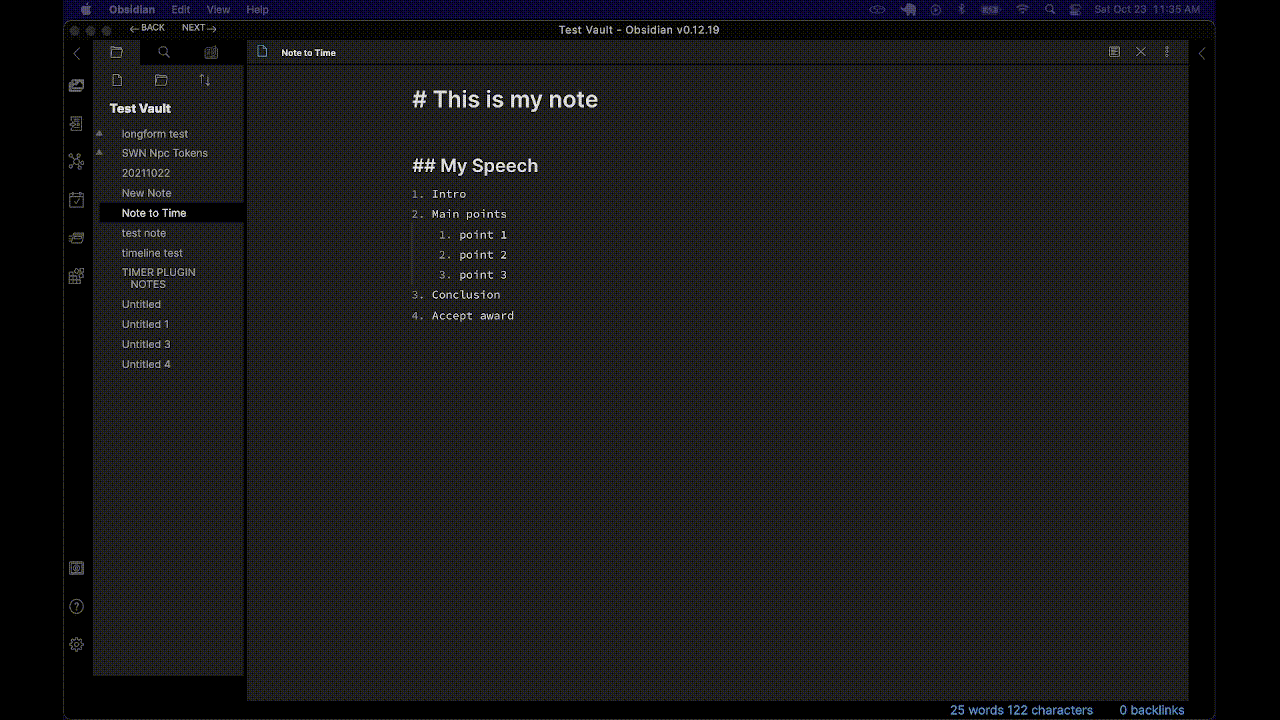 Obsidian Edit View Help Sat Oct 23 11:35 AM
← BACK NEXT → Test Vault - Obsidian v0.12.19
Note to Time
Test Vault
longform test
SWN Npc Tokens
20211022
New Note
Note to Time
test note
timeline test
TIMER PLUGIN
NOTES
Untitled
Untitled 1
Untitled 3
Untitled 4
# This is my note
## My Speech
1. Intro
2. Main points
1. point 1
2. point 2
3. point 3
3. Conclusion
4. Accept award
25 words 122 characters 0 backlinks